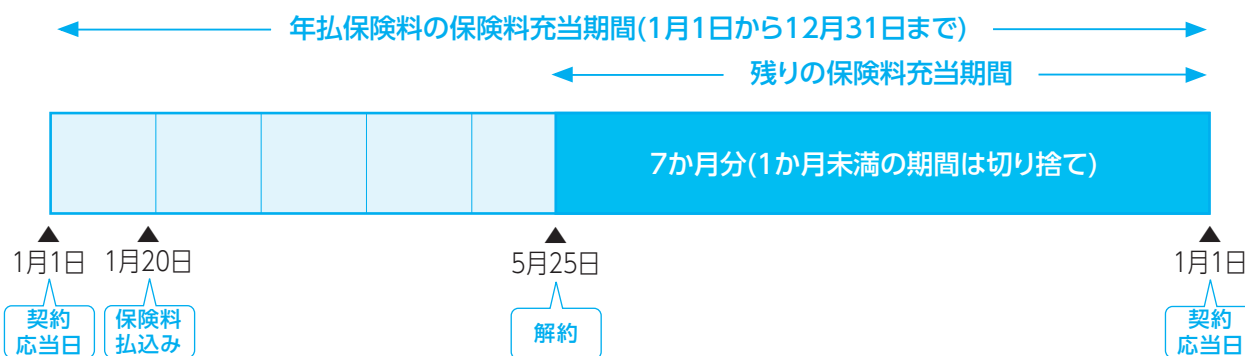 年払保険料の保険料充当期間(1月1日から12月31日まで)
残りの保険料充当期間
7か月分(1か月未満の期間は切り捨て)
▲ ▲ ▲ ▲
1月1日 1月20日 5月25日 1月1日
契約
応当日
保険料
払込み
解約
契約
応当日